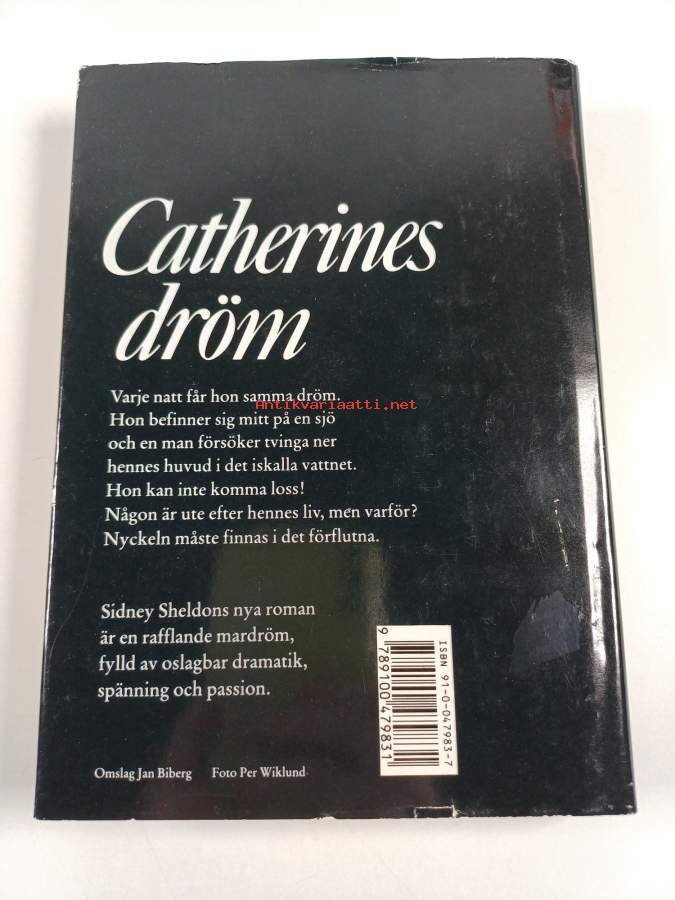 Catherines
dröm
Varje natt får hon samma dröm.
Antikvariaatti.net
Hon befinner sig mitt på en sjö
och en man försöker tvinga ner
hennes huvud i det iskalla vattnet.
Hon kan inte komma loss!
Någon är ute efter hennes liv, men varför?
Nyckeln måste finnas i det förflutna.
Sidney Sheldons nya roman
är en rafflande mardröm,
fylld av oslagbar dramatik,
spänning och passion.
ISBN 91-0-047983-7
9 789100 479831
Omslag Jan Biberg Foto Per Wiklund